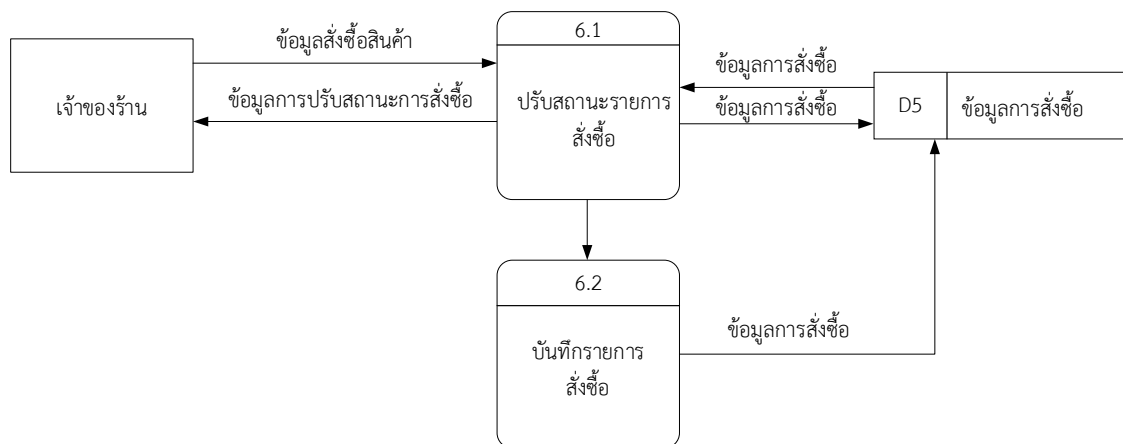 6.1
ข้อมูลสั่งซื้อสินค้า
ข้อมูลการสั่งซื้อ
เจ้าของร้าน
ข้อมูลการปรับสถานะการสั่งซื้อ
ปรับสถานะรายการ
สั่งซื้อ
ข้อมูลการสั่งซื้อ
D5
ข้อมูลการสั่งซื้อ
6.2
บันทึกรายการ
สั่งซื้อ
ข้อมูลการสั่งซื้อ